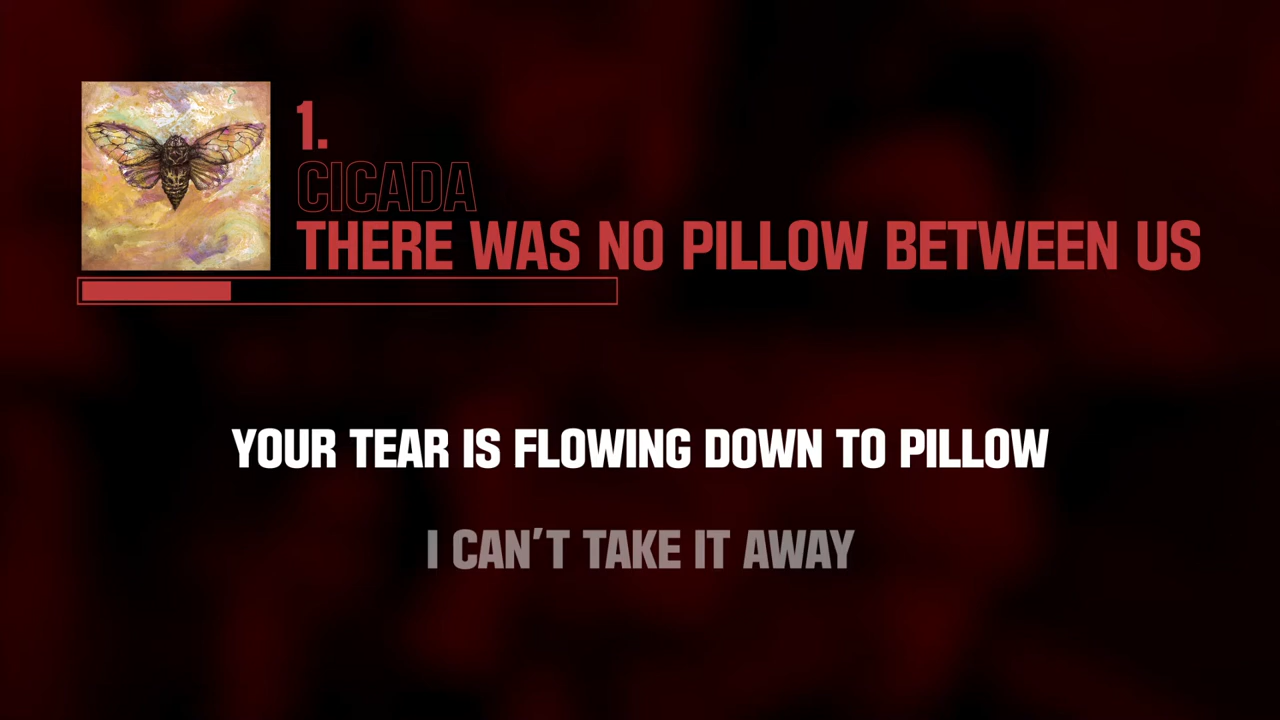 1.
CICADA
THERE WAS NO PILLOW BETWEEN US
YOUR TEAR IS FLOWING DOWN TO PILLOW
I CAN'T TAKE IT AWAY